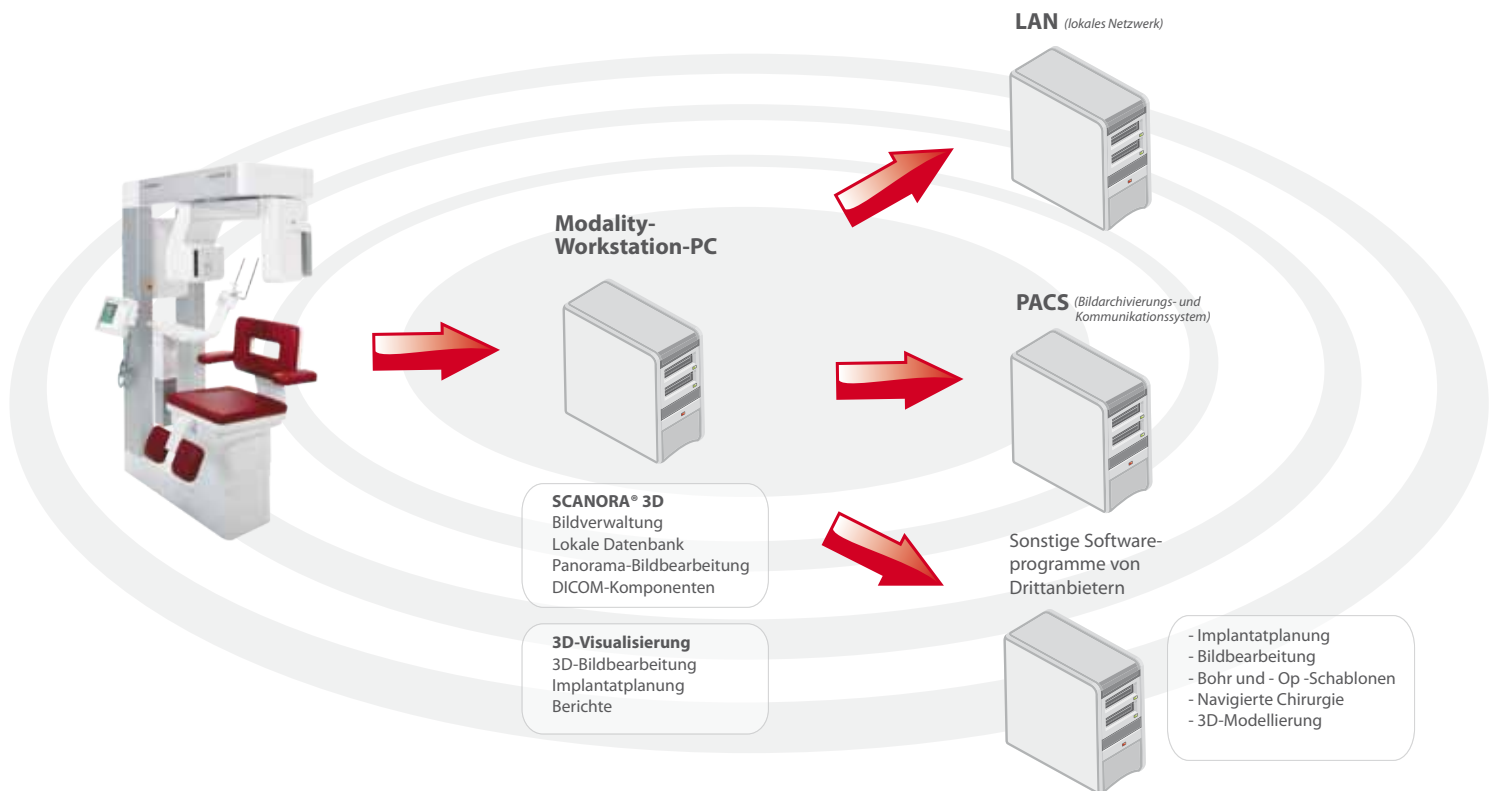 LAN (lokales Netzwerk)
Modality-
Workstation-PC
PACS (Bildarchivierungs- und
Kommunikationssystem)
SCANORA® 3D
Bildverwaltung
Lokale Datenbank
Panorama-Bildbearbeitung
DICOM-Komponenten
3D-Visualisierung
3D-Bildbearbeitung
Implantatplanung
Berichte
Sonstige Software-
programme von
Drittanbietern
- Implantatplanung
- Bildbearbeitung
- Bohr und - Op -Schablonen
- Navigierte Chirurgie
- 3D-Modellierung